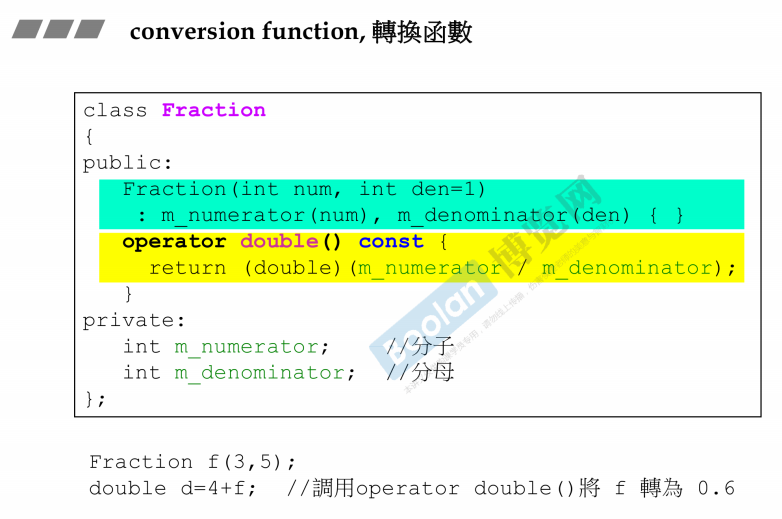 conversion function, 轉換函數
class Fraction
{
public:
   Fraction(int num, int den=1)
    : m_numerator(num), m_denominator(den) { }
   operator double() const {
     return (double)(m_numerator / m_denominator);
   }
private:
   int m_numerator;    //分子
   int m_denominator;  //分母
};
Boolan 博览网
Fraction f(3,5);
double d=4+f;  //調用operator double()將 f 轉為 0.6